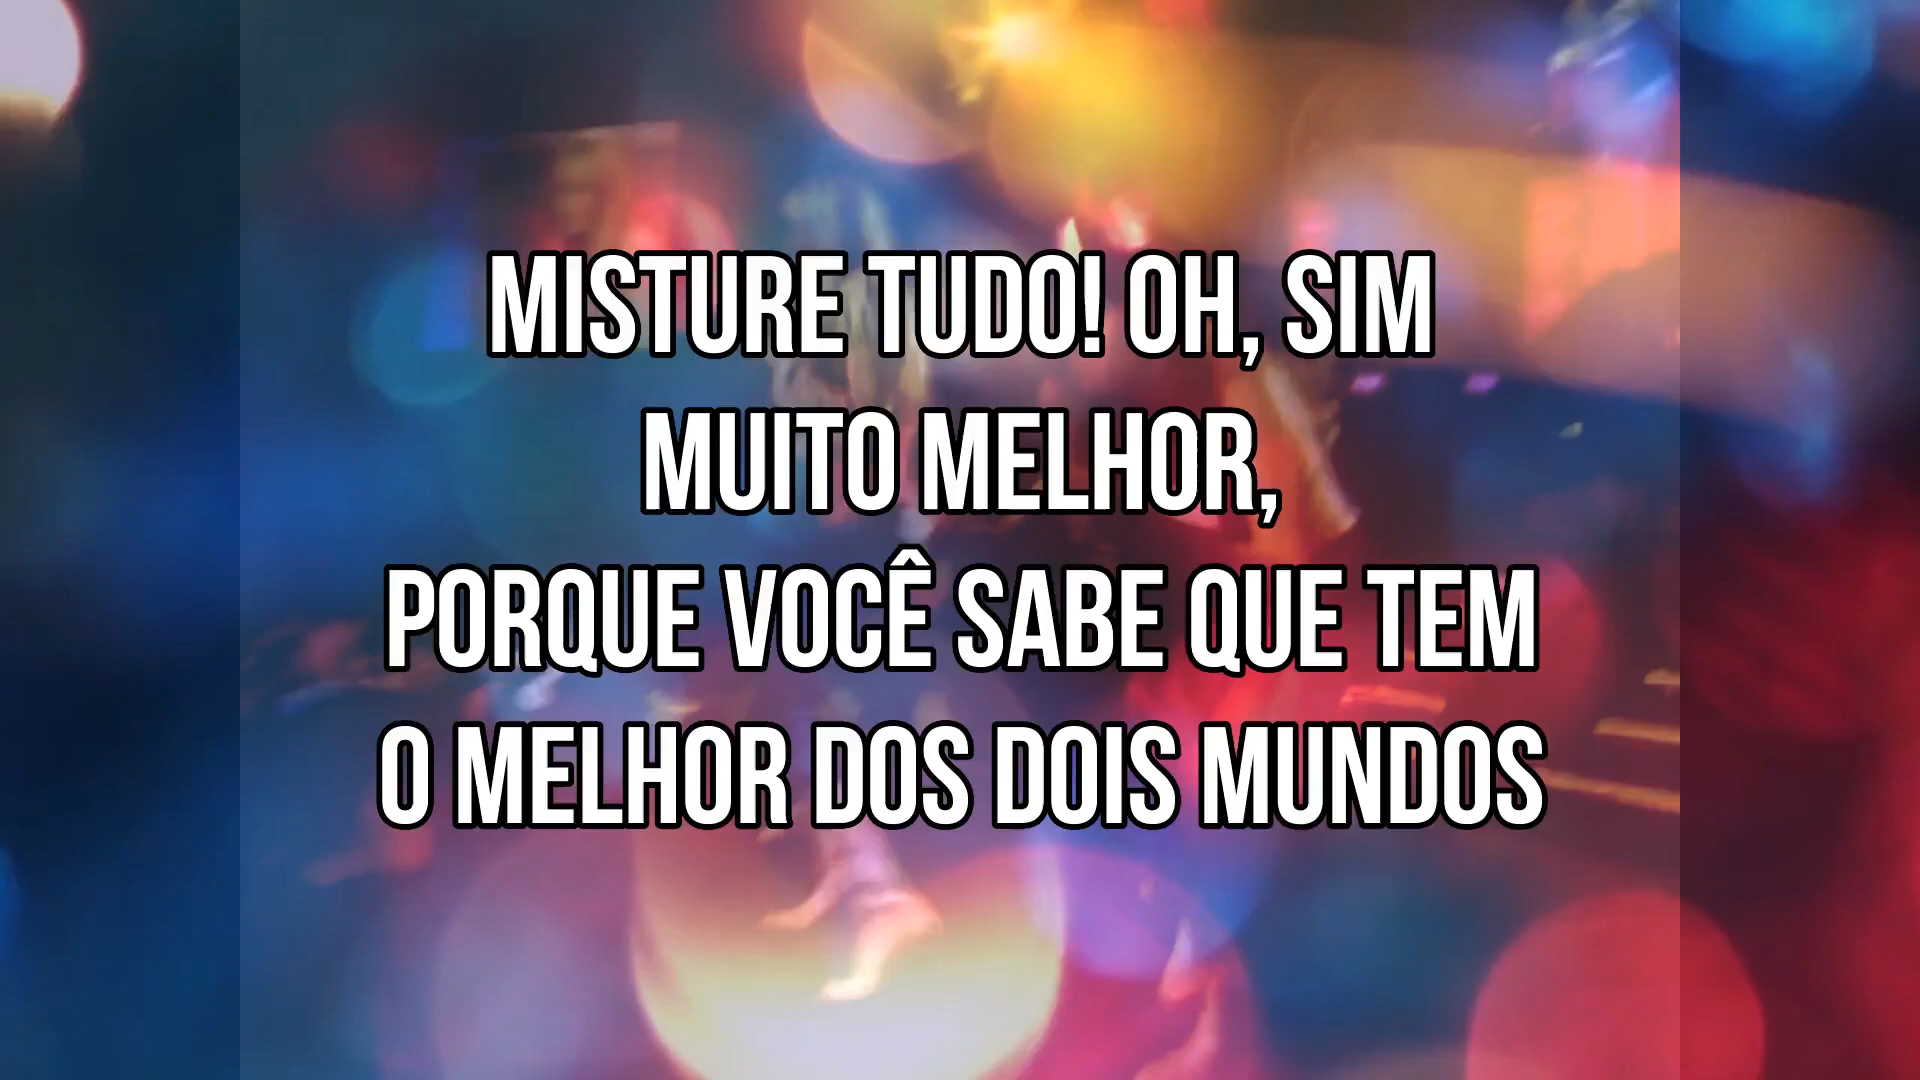 MISTURE TUDO! OH, SIM
MUITO MELHOR,
PORQUE VOCÊ SABE QUE TEM
O MELHOR DOS DOIS MUNDOS